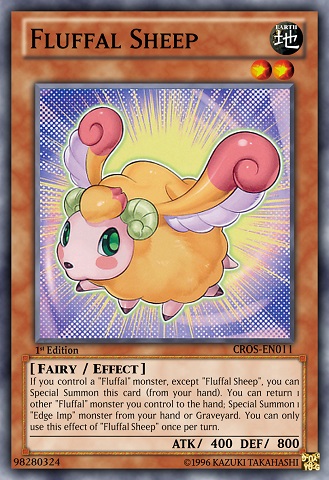 Fluffal Sheep
EARTH
地
CROS-EN011
1st Edition
[ Fairy / Effect ]
If you control a "Fluffal" monster, except "Fluffal Sheep", you can
Special Summon this card (from your hand). You can return 1
other "Fluffal" monster you control to the hand; Special Summon 1
"Edge Imp" monster from your hand or Graveyard. You can only
use this effect of "Fluffal Sheep" once per turn.
ATK/ 400 DEF/ 800
98280324
©1996 KAZUKI TAKAHASHI